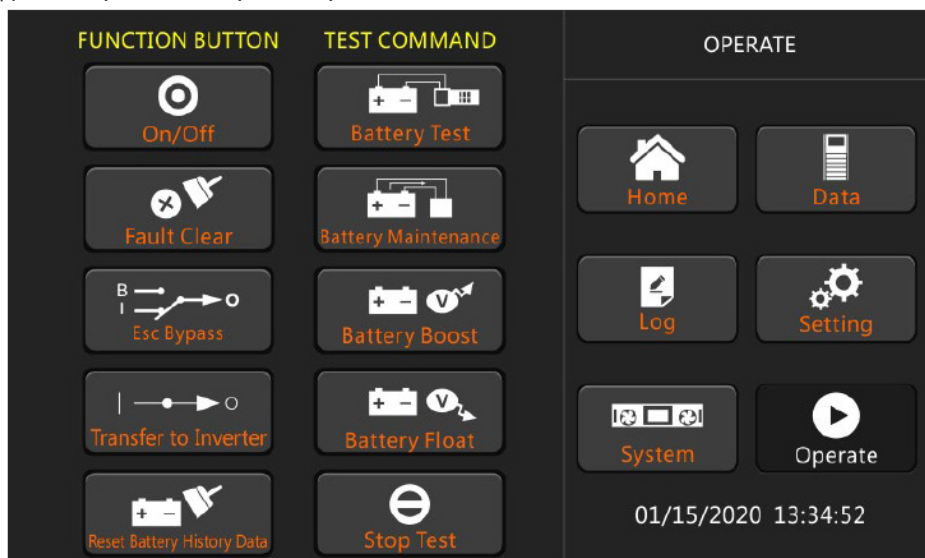 FUNCTION BUTTON
TEST COMMAND
OPERATE
On/Off
Battery Test
Home
Data
Fault Clear
Battery Maintenance
B
I
O
Esc Bypass
Battery Boost
Log
Setting
O
Transfer to Inverter
Battery Float
System
Operate
Reset Battery History Data
Stop Test
01/15/2020 13:34:52